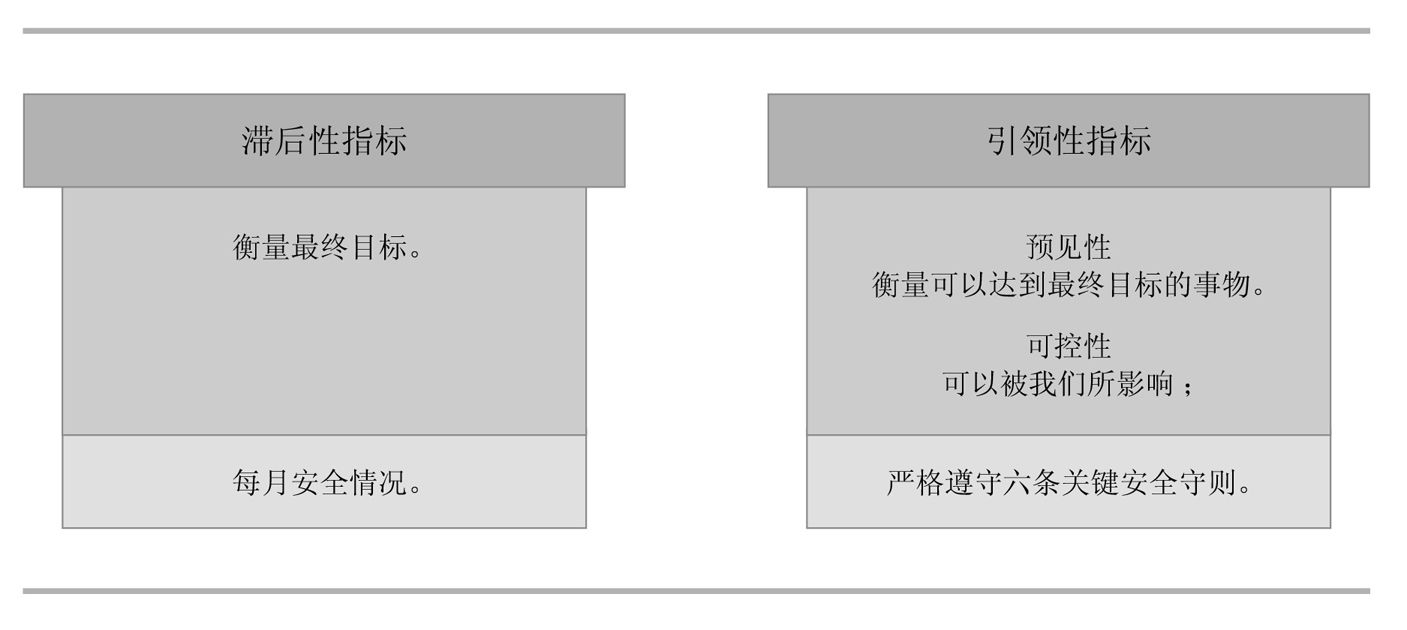 滞后性指标
衡量最终目标。
每月安全情况。
引领性指标
预见性
衡量可以达到最终目标的事物。
可控性
可以被我们所影响；
严格遵守六条关键安全守则。